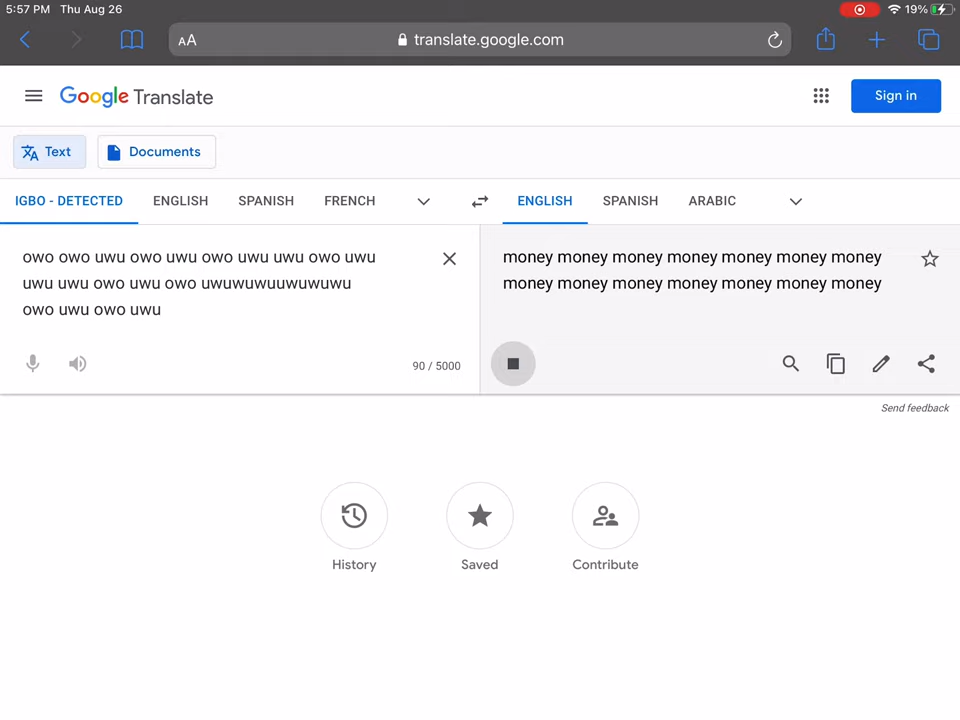 5:57 PM Thu Aug 26
19%
AA
translate.google.com
Google Translate
Sign in
Text
Documents
IGBO - DETECTED
ENGLISH
SPANISH
FRENCH
ENGLISH
SPANISH
ARABIC
owo owo uwu owo uwu owo uwu uwu owo uwu
uwu uwu owo uwu owo uwuwuwuuwuwuwu
owo uwu owo uwu
money money money money money money money
money money money money money money money
90 / 5000
Send feedback
History
Saved
Contribute